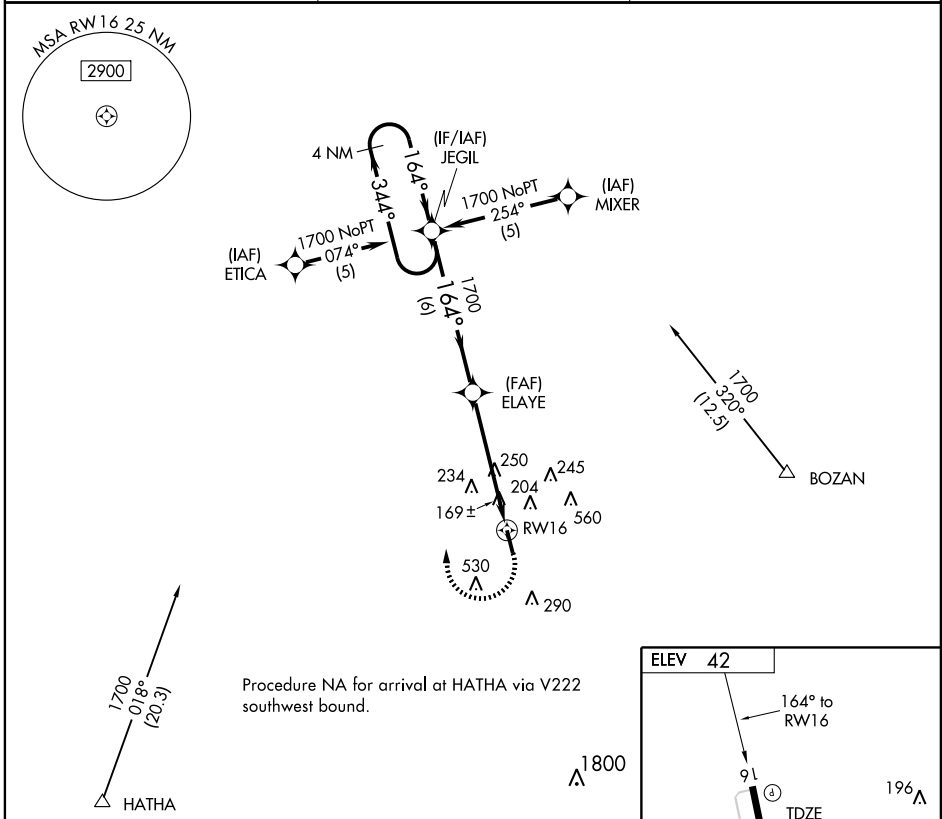 MSA RW16 25 NM
2900
4 NM
164°
344°
(IF/IAF)
JEGIL
1700 NoPT
254°
(5)
(IAF)
MIXER
(IAF)
ETICA
1700 NoPT
074°
(5)
1700
164°
(6)
(FAF)
ELAYE
1700
320°
(12.5)
BOZAN
250
234
245
204
560
169 ±
RW16
530
290
1700
018°
(20.3)
HATHA
Procedure NA for arrival at HATHA via V222
southwest bound.
1800
ELEV 42
164° to
RW16
16
P
196
TDZE